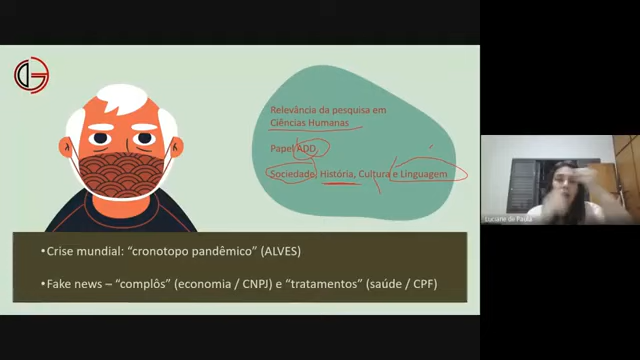 Relevância da pesquisa em
Ciências Humanas
Papel ADD,
Sociedade, História, Cultura e Linguagem
•Crise mundial: “cronotopo pandêmico” (ALVES)
•Fake news – “complôs” (economia / CNPJ) e “tratamentos” (saúde / CPF)
Luciane de Paula